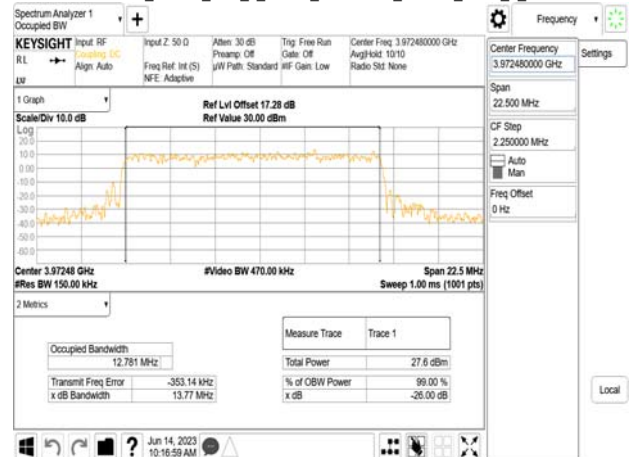 Spectrum Analyzer 1
Occupied BW
Frequency
KEYSIGHT
Input: RF
Coupling: DC
Align: Auto
Input Z: 50 Ω
Freq Ref: Int (S)
NFE: Adaptive
Atten: 30 dB
Preamp: Off
µW Path: Standard
Trig: Free Run
Gate: Off
#IF Gain: Low
Center Freq: 3.972480000 GHz
Avg|Hold: 10/10
Radio Std: None
RL
LV
Center Frequency
3.972480000 GHz
Settings
Span
22.500 MHz
CF Step
2.250000 MHz
Auto
Man
Freq Offset
0 Hz
1 Graph
Scale/Div 10.0 dB
Ref Lvl Offset 17.28 dB
Ref Value 30.00 dBm
Log
20.0
10.0
0.00
-10.0
-20.0
-30.0
-40.0
-50.0
-60.0
Center 3.97248 GHz
#Video BW 470.00 kHz
Span 22.5 MHz
#Res BW 150.00 kHz
Sweep 1.00 ms (1001 pts)
2 Metrics
Measure Trace
Trace 1
Occupied Bandwidth
12.781 MHz
Total Power
27.6 dBm
Transmit Freq Error
-353.14 kHz
% of OBW Power
99.00 %
x dB Bandwidth
13.77 MHz
x dB
-26.00 dB
Local
Jun 14, 2023
10:16:59 AM